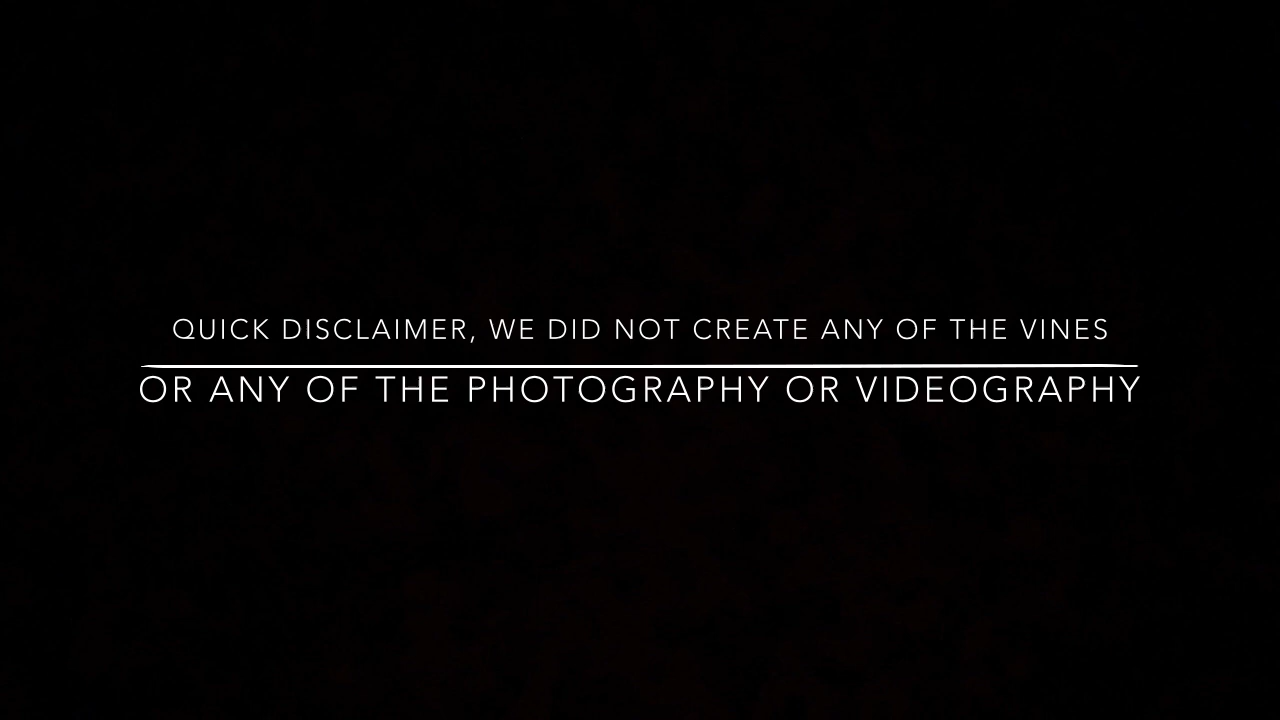 QUICK DISCLAIMER, WE DID NOT CREATE ANY OF THE VINES
OR ANY OF THE PHOTOGRAPHY OR VIDEOGRAPHY